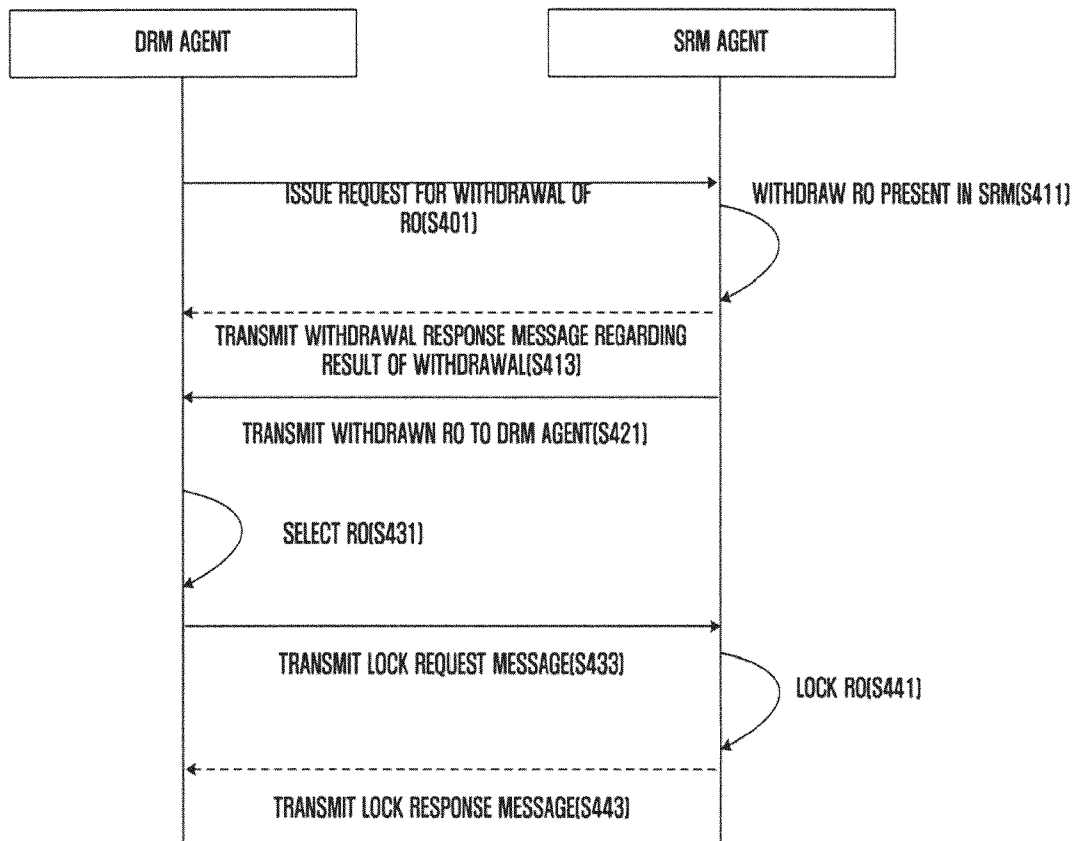 DRM AGENT
SRM AGENT
ISSUE REQUEST FOR WITHDRAWAL OF
RO(S401)
WITHDRAW RO PRESENT IN SRM(S411)
TRANSMIT WITHDRAWAL RESPONSE MESSAGE REGARDING
RESULT OF WITHDRAWAL(S413)
TRANSMIT WITHDRAWN RO TO DRM AGENT(S421)
SELECT RO(S431)
TRANSMIT LOCK REQUEST MESSAGE(S433)
LOCK RO(S441)
TRANSMIT LOCK RESPONSE MESSAGE(S443)